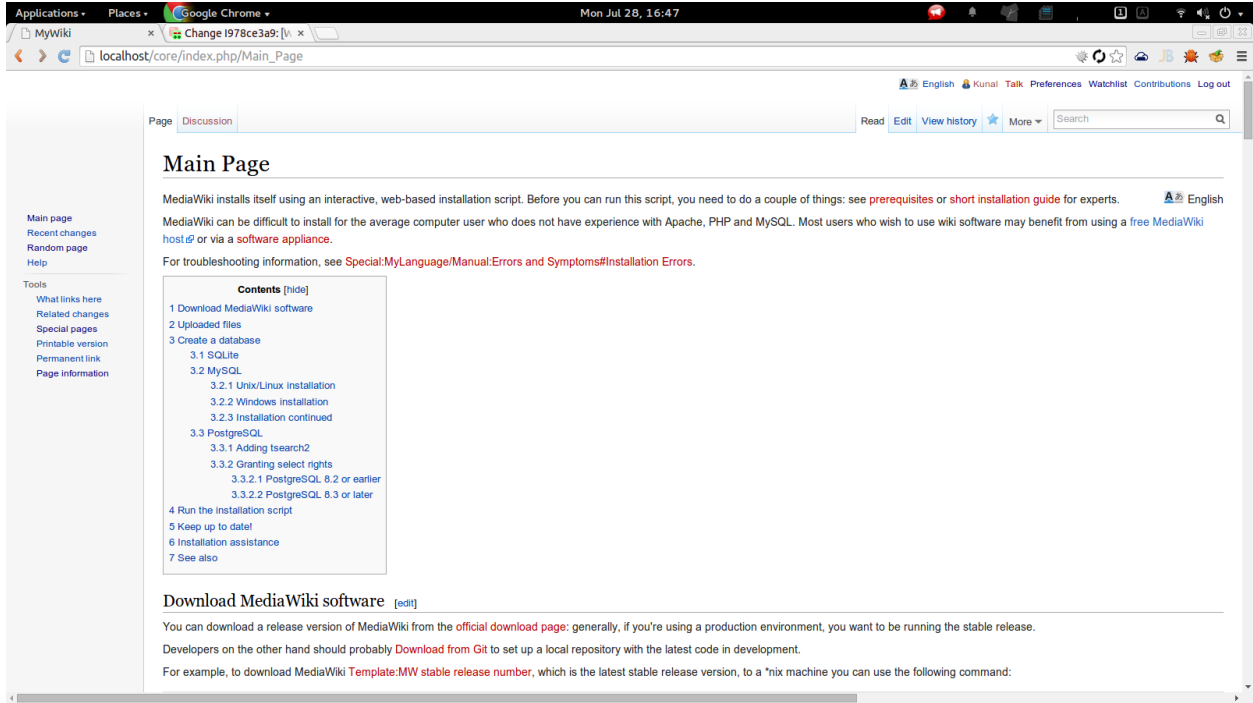 Applications Places Google Chrome Mon Jul 28, 16:47 1
MyWiki × Change I978ce3a9: [ ×
localhost/core/index.php/Main_Page JB
Aあ English Kunal Talk Preferences Watchlist Contributions Log out
Page Discussion Read Edit View history More Search
Main Page
MediaWiki installs itself using an interactive, web-based installation script. Before you can run this script, you need to do a couple of things: see prerequisites or short installation guide for experts.
Aあ English
MediaWiki can be difficult to install for the average computer user who does not have experience with Apache, PHP and MySQL. Most users who wish to use wiki software may benefit from using a free MediaWiki
host or via a software appliance.
For troubleshooting information, see Special:MyLanguage/Manual:Errors and Symptoms#Installation Errors.
Main page
Recent changes
Random page
Help
Tools
What links here
Related changes
Special pages
Printable version
Permanent link
Page information
Contents [hide]
1 Download MediaWiki software
2 Uploaded files
3 Create a database
3.1 SQLite
3.2 MySQL
3.2.1 Unix/Linux installation
3.2.2 Windows installation
3.2.3 Installation continued
3.3 PostgreSQL
3.3.1 Adding tsearch2
3.3.2 Granting select rights
3.3.2.1 PostgreSQL 8.2 or earlier
3.3.2.2 PostgreSQL 8.3 or later
4 Run the installation script
5 Keep up to date!
6 Installation assistance
7 See also
Download MediaWiki software [edit]
You can download a release version of MediaWiki from the official download page: generally, if you're using a production environment, you want to be running the stable release.
Developers on the other hand should probably Download from Git to set up a local repository with the latest code in development.
For example, to download MediaWiki Template:MW stable release number, which is the latest stable release version, to a *nix machine you can use the following command: